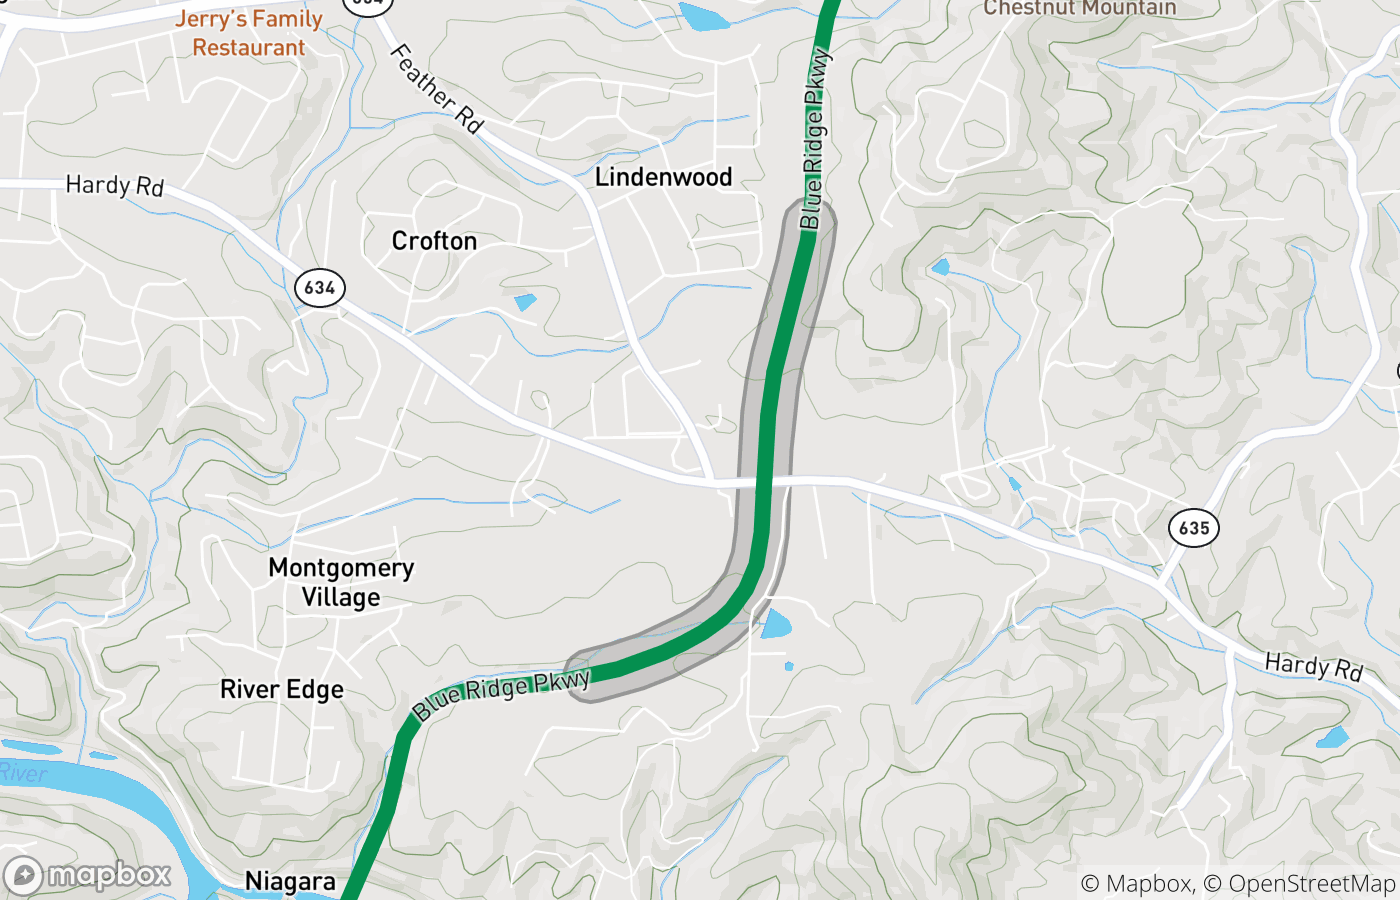 Chestnut Mountain
Jerry's Family
Restaurant
Feather Rd
Blue Ridge Pkwy
Lindenwood
Hardy Rd
Crofton
634
635
Montgomery
Village
Hardy Rd
River Edge
Blue Ridge Pkwy
River
Niagara
mapbox
© Mapbox, © OpenStreetMap